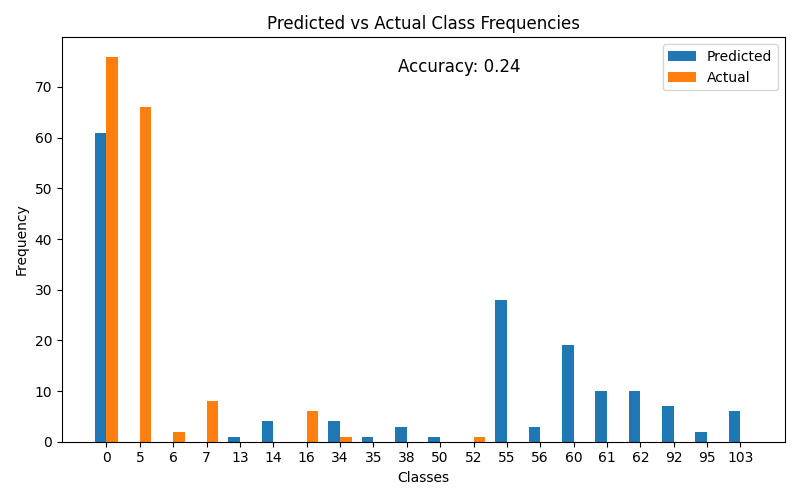 Predicted vs Actual Class Frequencies
Accuracy: 0.24
Predicted
Actual
Frequency
70
60
50
40
30
20
10
0
0 5 6 7 13 14 16 34 35 38 50 52 55 56 60 61 62 92 95 103
Classes